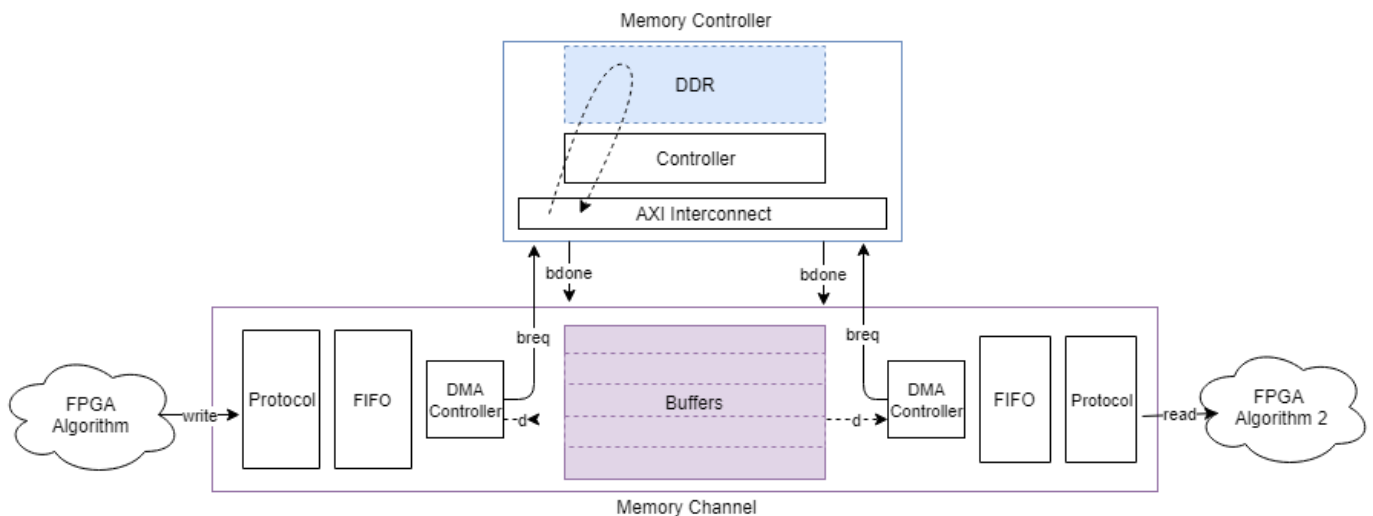 Memory Controller
DDR
Controller
AXI Interconnect
bdone
bdone
breq
breq
FPGA
Algorithm
write
Protocol
FIFO
DMA
Controller
d
Buffers
d
DMA
Controller
FIFO
Protocol
read
FPGA
Algorithm 2
Memory Channel